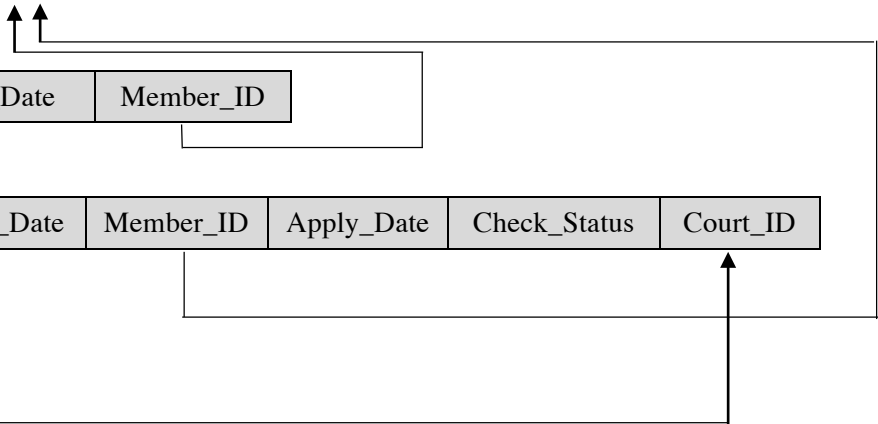 Date Member_ID
_Date Member_ID Apply_Date Check_Status Court_ID